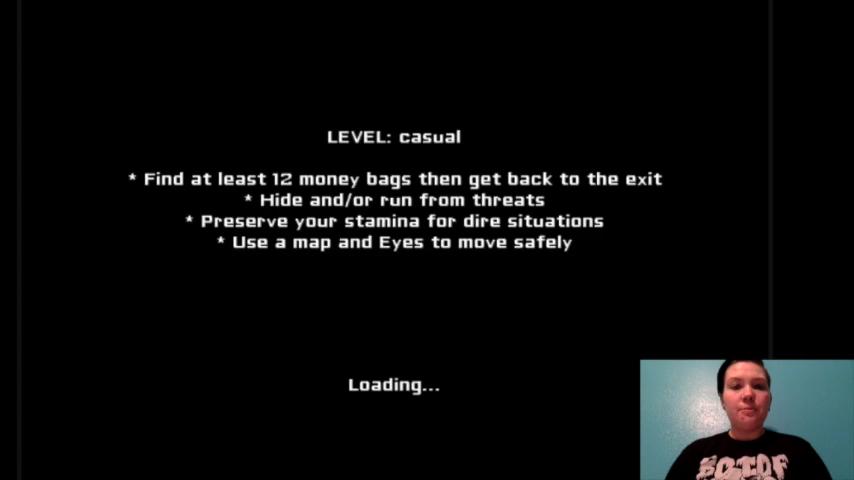 LEVEL: casual
* Find at least 12 money bags then get back to the exit
* Hide and/or run from threats
* Preserve your stamina for dire situations
* Use a map and Eyes to move safely
Loading...